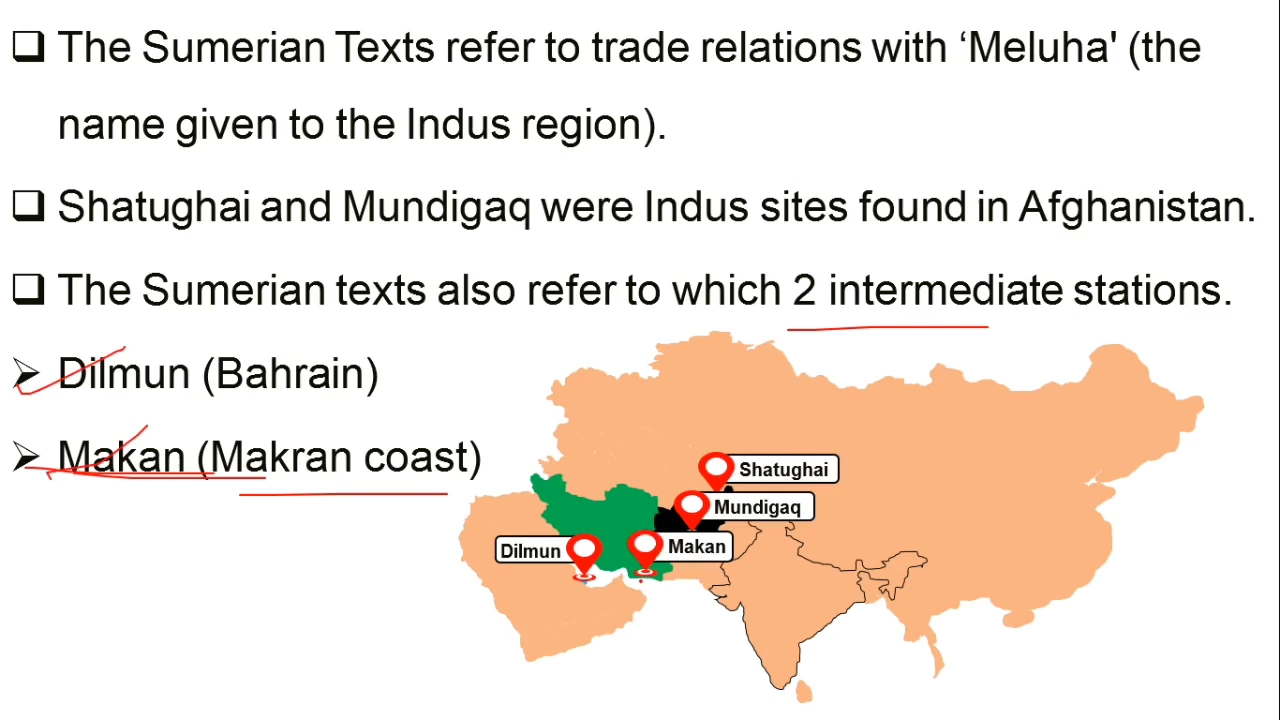 ❑ The Sumerian Texts refer to trade relations with ‘Meluha' (the
name given to the Indus region).
❑ Shatughai and Mundigaq were Indus sites found in Afghanistan.
❑ The Sumerian texts also refer to which 2 intermediate stations.
➢ Dilmun (Bahrain)
➢ Makan (Makran coast)
Shatughai
Mundigaq
Dilmun
Makan